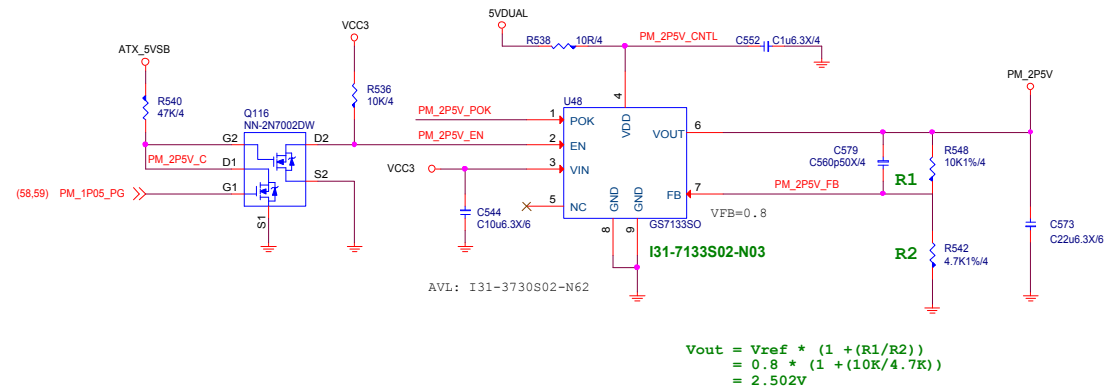 5VDUAL
R538
10R/4
PM_2P5V_CNTL
C552
C1u6.3X/4
ATX_5VSB
VCC3
PM_2P5V
R540
47K/4
R536
10K/4
Q116
NN-2N7002DW
U48
4
VDD
PM_2P5V_POK
1
POK
VOUT
6
G2
D2
PM_2P5V_EN
2
EN
C579
C560p50X/4
R548
10K1%/4
PM_2P5V_C
D1
VCC3
3
VIN
R1
S2
(58,59)
PM_1P05_PG
G1
FB
7
PM_2P5V_FB
5
NC
GND
GND
VFB=0.8
S1
C544
C10u6.3X/6
8
9
GS7133SO
C573
C22u6.3X/6
I31-7133S02-N03
R2
R542
4.7K1%/4
AVL: I31-3730S02-N62
Vout = Vref * (1 +(R1/R2))
= 0.8 * (1 +(10K/4.7K))
= 2.502V